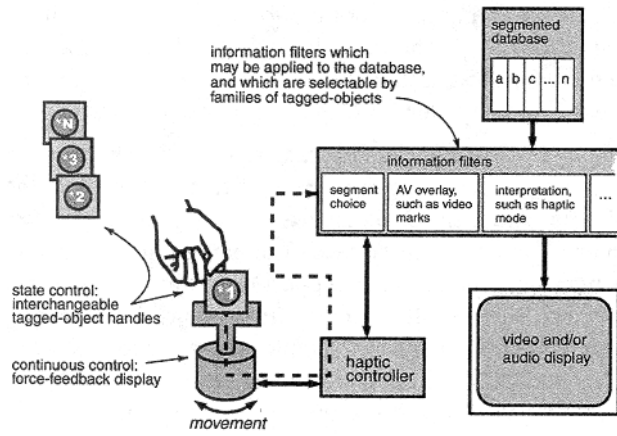 segmented
database
a b c ... n
information filters which
may be applied to the database,
and which are selectable by
families of tagged-objects
information filters
segment
choice
AV overlay,
such as video
marks
interpretation,
such as haptic
mode
...
N
3
2
1
state control:
interchangeable
tagged-object handles
continuous control:
force-feedback display
haptic
controller
video and/or
audio display
movement